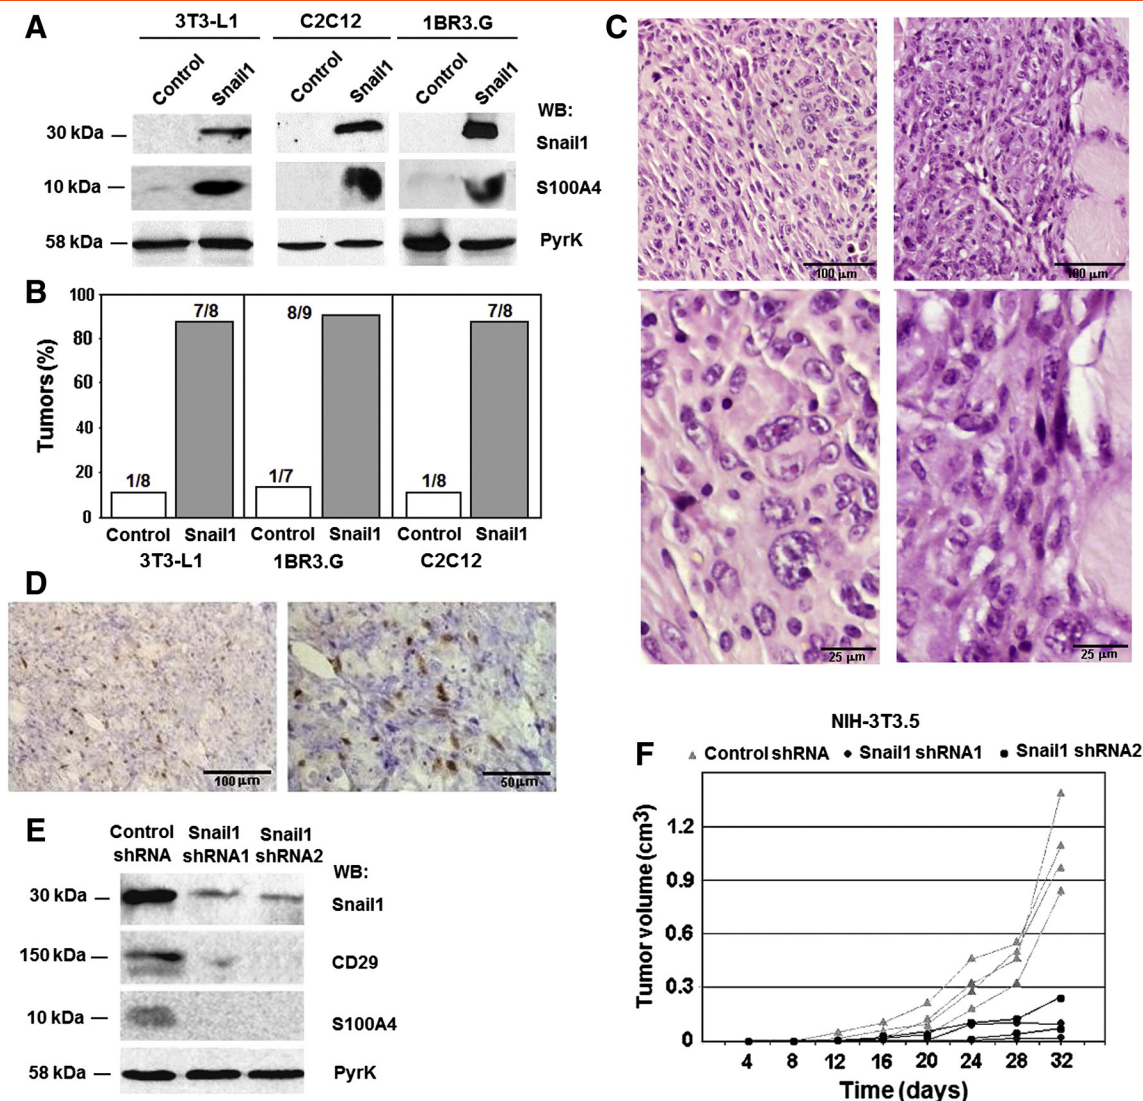 A
3T3-L1 C2C12 1BR3.G
Control Snail1 Control Snail1 Control Snail1
WB:
30 kDa Snail1
10 kDa S100A4
58 kDa PyrK
B
Tumors (%)
100
80
60
40
20
0
1/8 7/8 1/7 8/9 1/8 7/8
Control Snail1 Control Snail1 Control Snail1
3T3-L1 1BR3.G C2C12
C
100 µm 100 µm
25 µm 25 µm
D
100 µm 50µm
E
Control Snail1 Snail1
shRNA shRNA1 shRNA2
WB:
30 kDa Snail1
150 kDa CD29
10 kDa S100A4
58 kDa PyrK
F
NIH-3T3.5
Control shRNA Snail1 shRNA1 Snail1 shRNA2
Tumor volume (cm3)
1.2
0.9
0.6
0.3
0
4 8 12 16 20 24 28 32
Time (days)